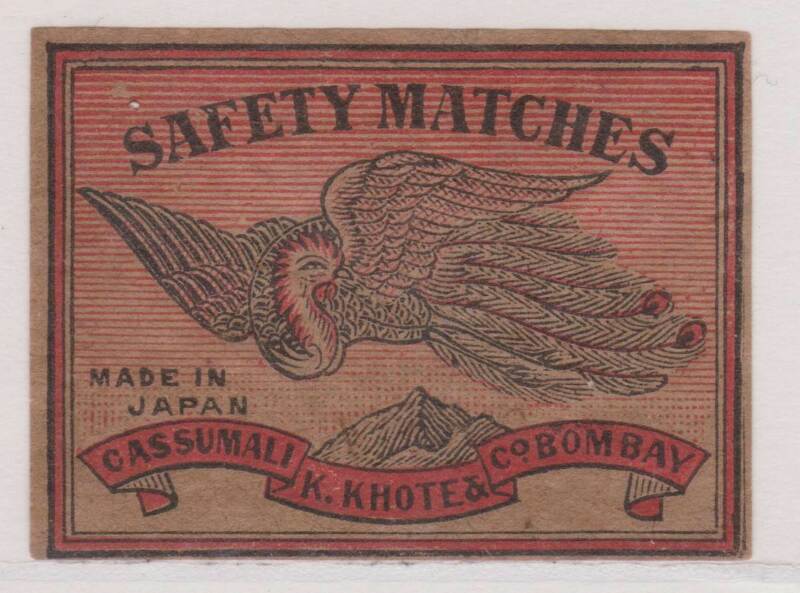 SAFETY MATCHES
MADE IN
JAPAN
CASSUMALI K. KHOTE & Co. BOMBAY